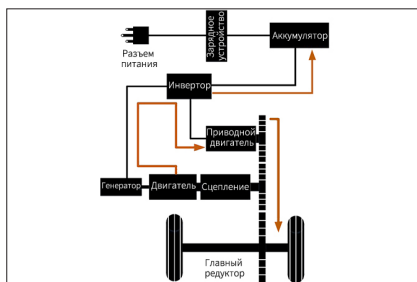 Разъем
питания
Зарядное
устройство
Аккумулятор
Инвертор
Приводной
двигатель
Генератор
Двигатель
Сцепление
Главный
редуктор